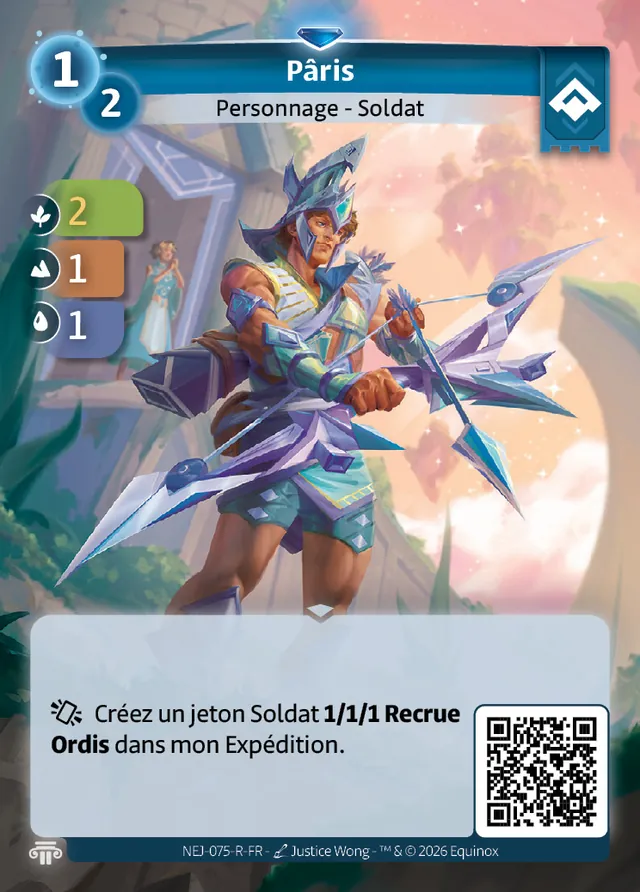 1
Pâris
2
Personnage - Soldat
2
1
1
Créez un jeton Soldat 1/1/1 Recrue
Ordis dans mon Expédition.
NEJ-075-R-FR - Justice Wong - ™ & © 2026 Equinox